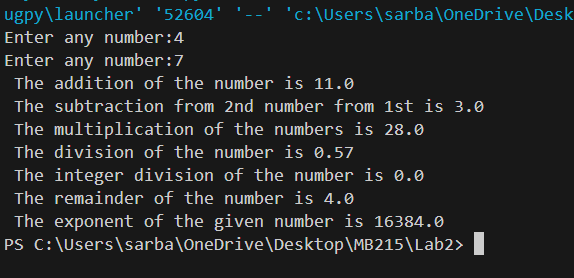 ugpy\launcher' '52604' '--' 'c:\Users\sarba\OneDrive\Desk
Enter any number:4
Enter any number:7
The addition of the number is 11.0
The subtraction from 2nd number from 1st is 3.0
The multiplication of the numbers is 28.0
The division of the number is 0.57
The integer division of the number is 0.0
The remainder of the number is 4.0
The exponent of the given number is 16384.0
PS C:\Users\sarba\OneDrive\Desktop\MB215\Lab2>